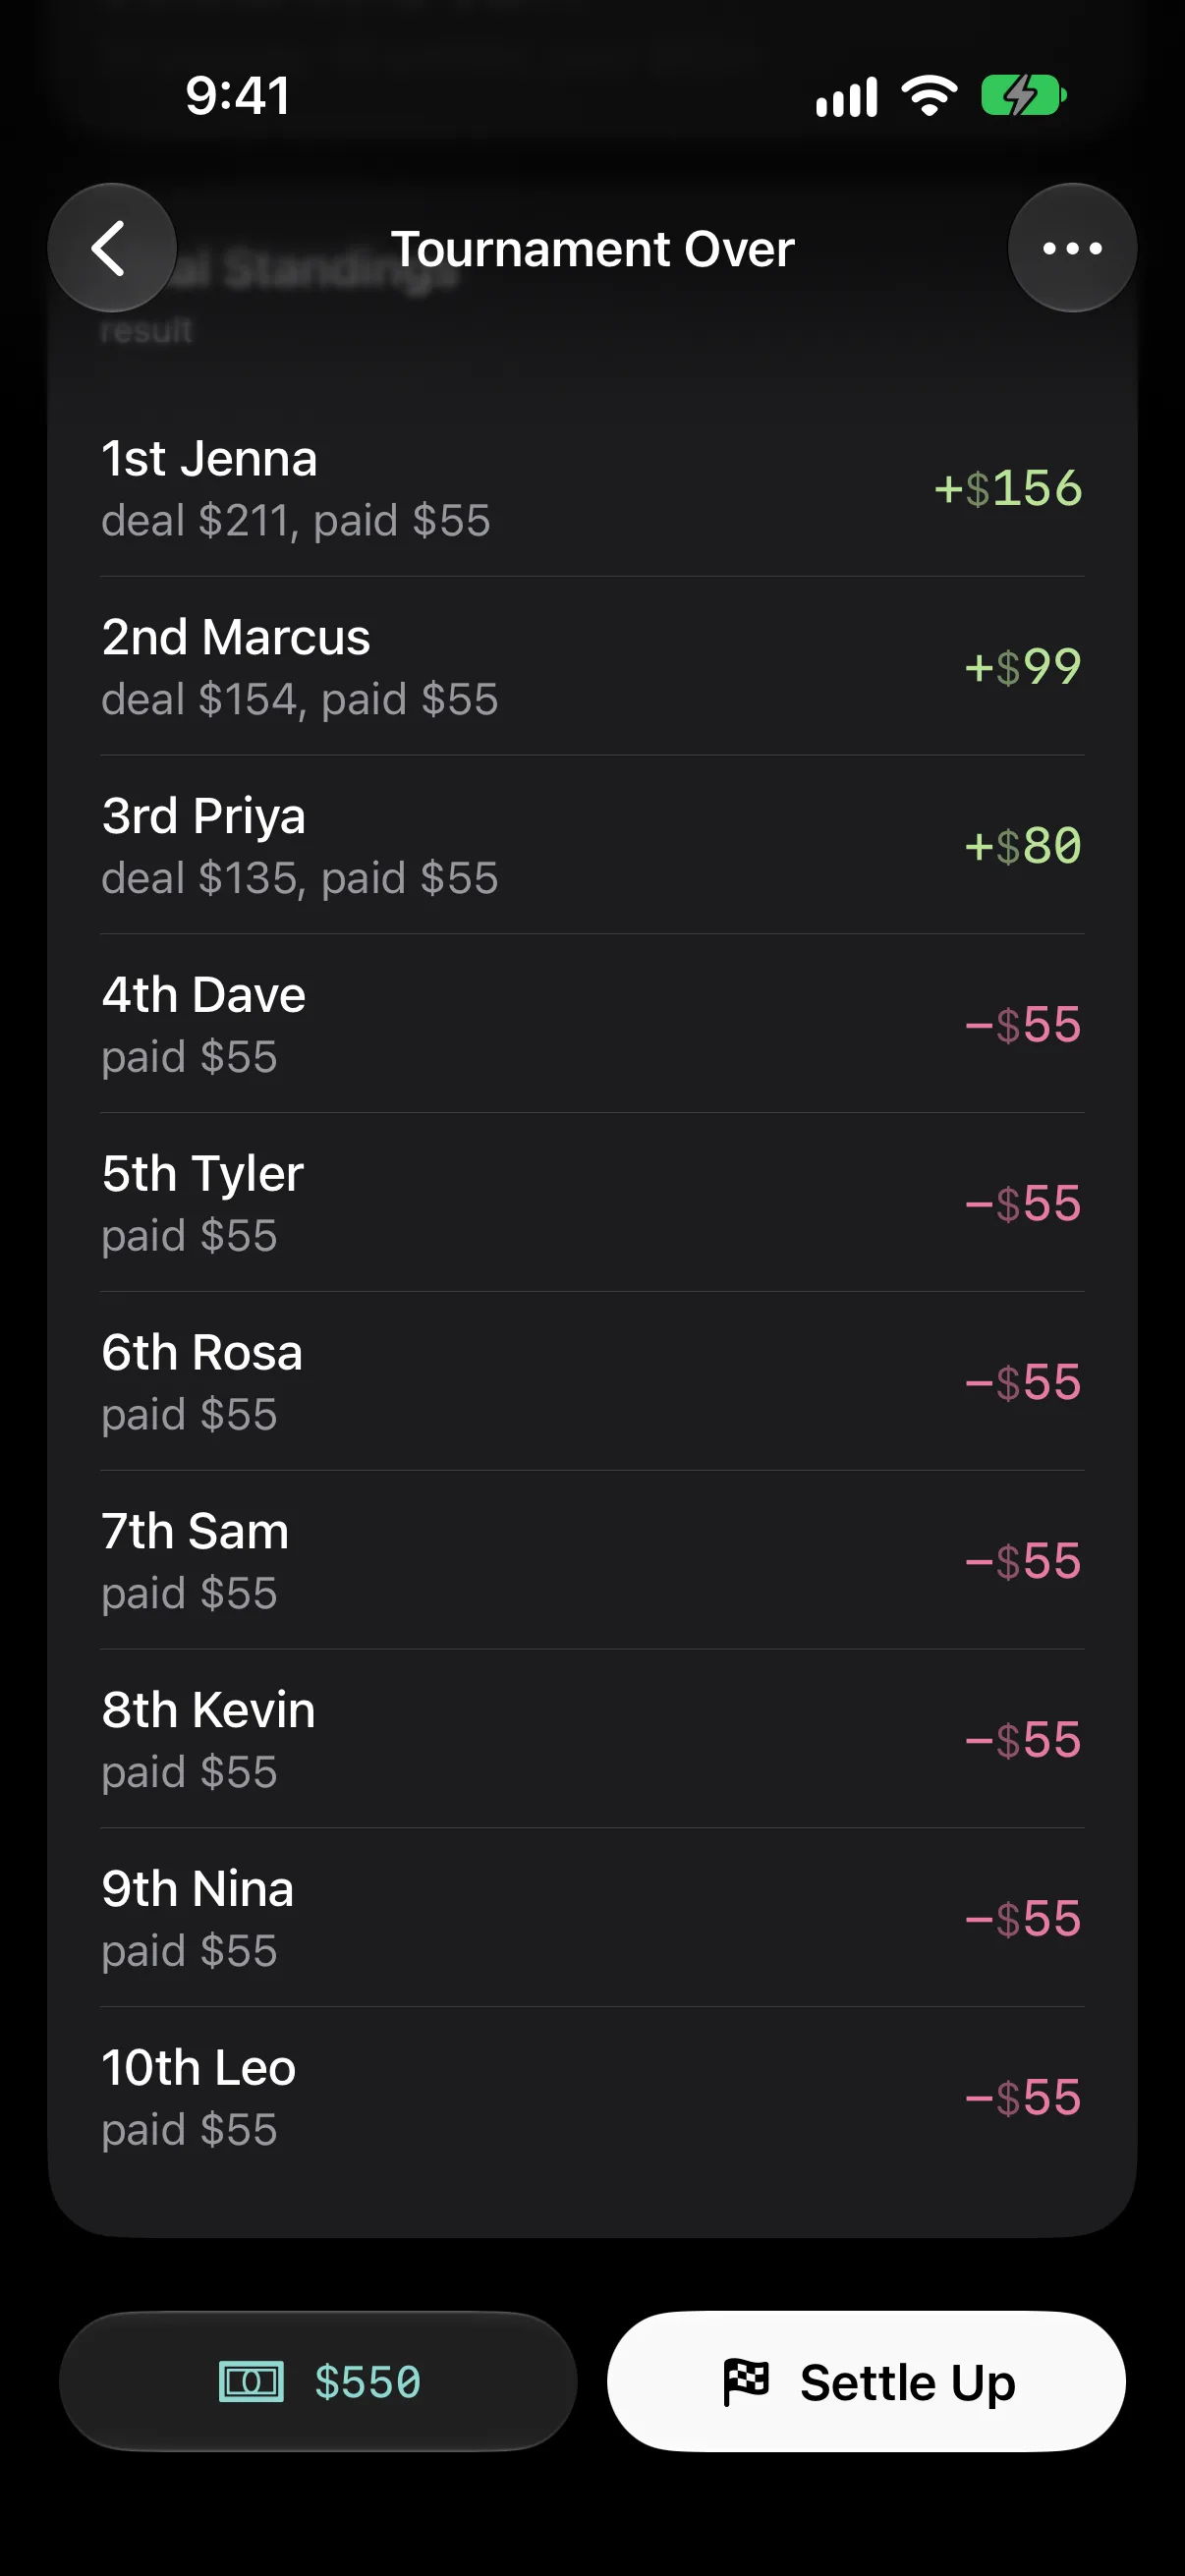 9:41
Tournament Over
Standings
result
1st Jenna
deal $211, paid $55
+$156
2nd Marcus
deal $154, paid $55
+$99
3rd Priya
deal $135, paid $55
+$80
4th Dave
paid $55
−$55
5th Tyler
paid $55
−$55
6th Rosa
paid $55
−$55
7th Sam
paid $55
−$55
8th Kevin
paid $55
−$55
9th Nina
paid $55
−$55
10th Leo
paid $55
−$55
$550
Settle Up